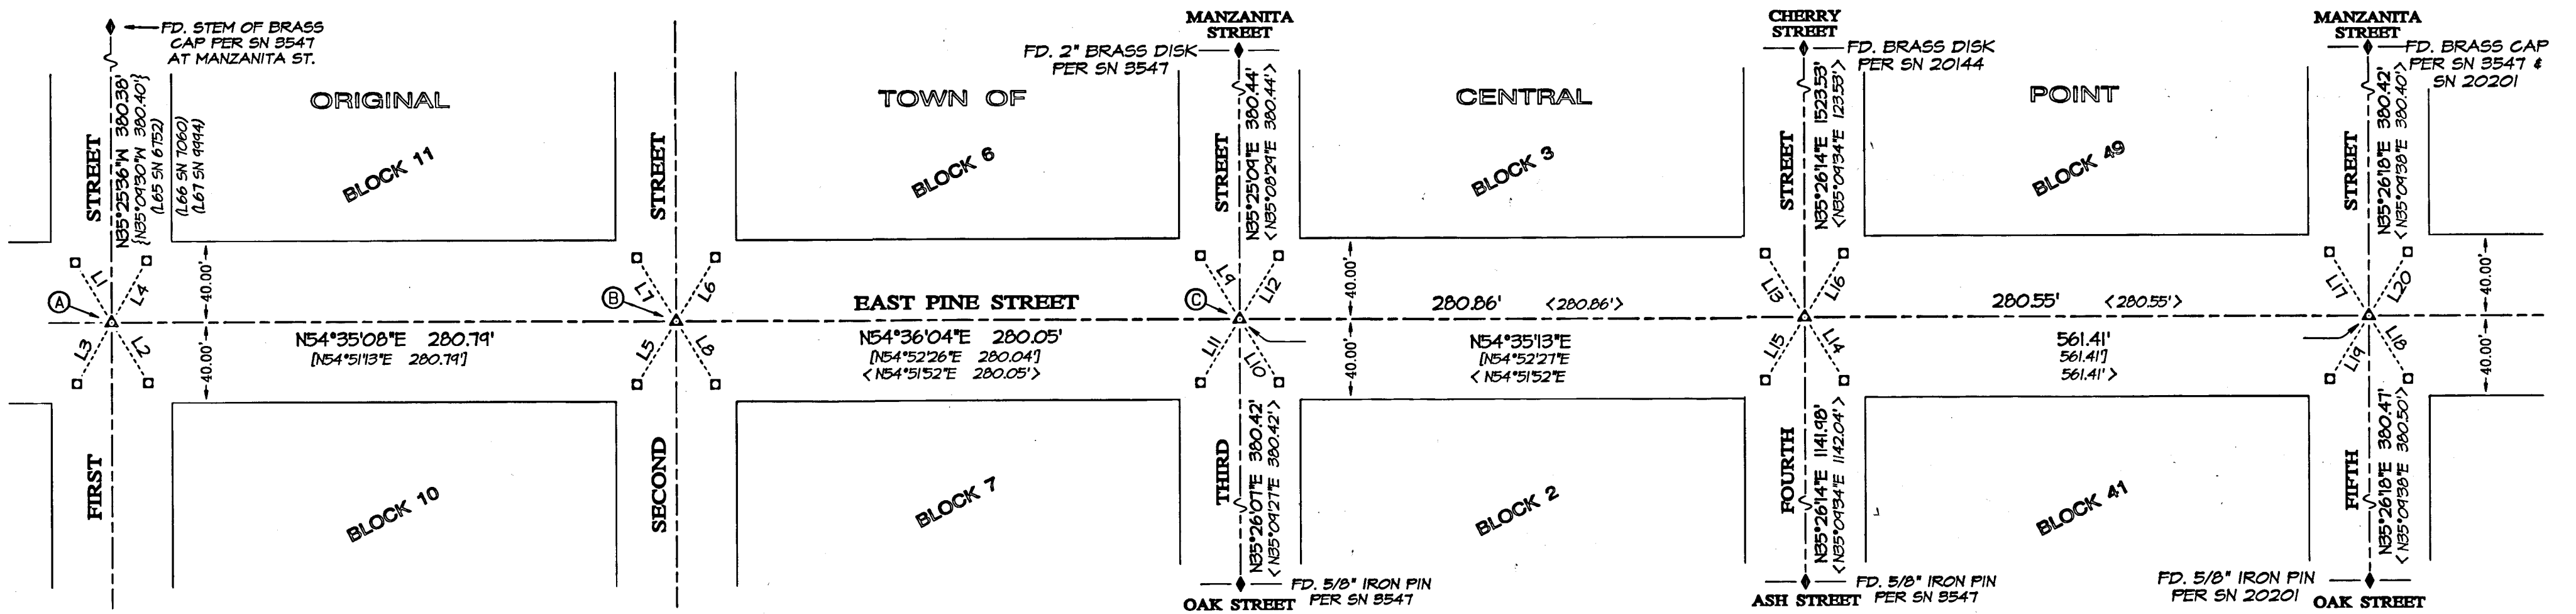 FD. STEM OF BRASS
CAP PER SN 3547
AT MANZANITA ST.
MANZANITA
STREET
FD. 2" BRASS DISK
PER SN 3547
CHERRY
STREET
FD. BRASS DISK
PER SN 20144
MANZANITA
STREET
FD. BRASS CAP
PER SN 3547 &
SN 20201
ORIGINAL
TOWN OF
CENTRAL
POINT
BLOCK 11
BLOCK 6
BLOCK 3
BLOCK 49
STREET
N35°25'36"W 380.38'
{N35°09'30"W 380.40'}
(L65 SN 6752)
(L66 SN 7060)
(L67 SN 9994)
STREET
STREET
N35°25'09"E 380.44'
<N35°08'29"E 380.44'>
STREET
N35°26'14"E 1523.53'
<N35°09'34"E 1523.53'>
STREET
N35°26'18"E 380.42'
<N35°09'38"E 380.40'>
L1
L4
L3
L2
A
40.00'
40.00'
L7
L6
L5
L8
B
L9
L12
L11
L10
C
40.00'
40.00'
L13
L16
L15
L14
L17
L20
L19
L18
40.00'
EAST PINE STREET
280.86' <280.86'>
280.55' <280.55'>
N54°35'08"E 280.79'
[N54°51'13"E 280.79']
N54°36'04"E 280.05'
[N54°52'26"E 280.04']
<N54°51'52"E 280.05'>
N54°35'13"E
[N54°52'27"E
<N54°51'52"E
561.41'
561.41']
561.41'>
FIRST
SECOND
THIRD
N35°26'07"E 380.42'
<N35°09'27"E 380.42'>
FOURTH
N35°26'14"E 1141.98'
<N35°09'34"E 1142.04'>
FIFTH
N35°26'18"E 380.47'
<N35°09'38"E 380.50'>
BLOCK 10
BLOCK 7
BLOCK 2
BLOCK 41
40.00'
FD. 5/8" IRON PIN
PER SN 3547
OAK STREET
FD. 5/8" IRON PIN
PER SN 3547
ASH STREET
FD. 5/8" IRON PIN
PER SN 20201
OAK STREET